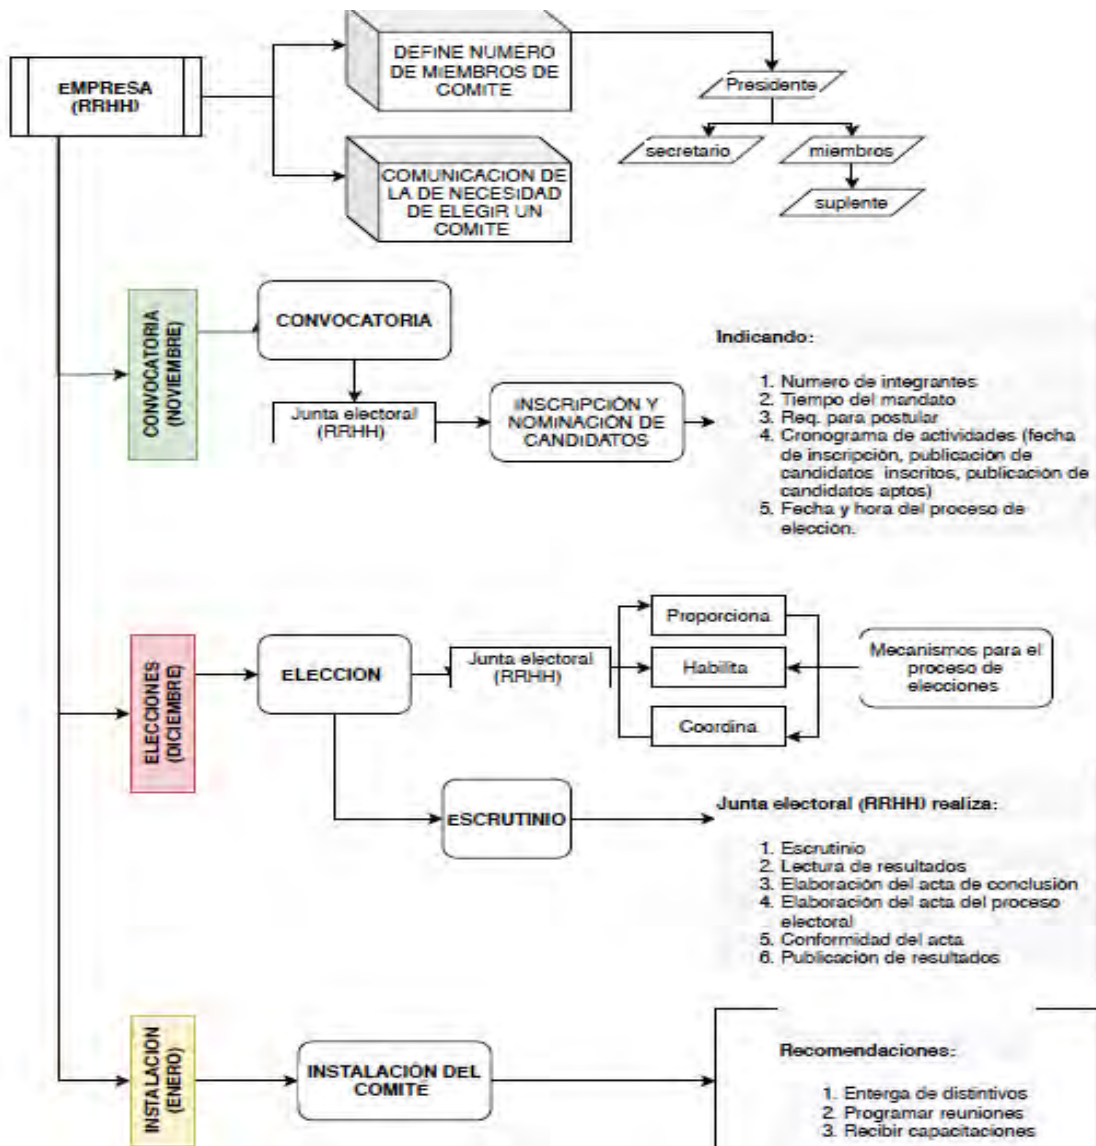 EMPRESA
(RRHH)
DEFINE NUMERO
DE MIEMBROS DE
COMITE
Presidente
secretario
miembros
suplente
COMUNICACION DE
LA DE NECESIDAD
DE ELEGIR UN
COMITE
CONVOCATORIA
(NOVIEMBRE)
CONVOCATORIA
Junta electoral
(RRHH)
INSCRIPCIÓN Y
NOMINACIÓN DE
CANDIDATOS
Indicando:
1. Numero de integrantes
2. Tiempo del mandato
3. Req. para postular
4. Cronograma de actividades (fecha
de inscripción, publicación de
candidatos inscritos, publicación de
candidatos aptos)
5. Fecha y hora del proceso de
elección.
ELECCIONES
(DICIEMBRE)
ELECCION
Junta electoral
(RRHH)
Proporciona
Habilita
Coordina
Mecanismos para el
proceso de
elecciones
ESCRUTINIO
Junta electoral (RRHH) realiza:
1. Escrutinio
2. Lectura de resultados
3. Elaboración del acta de conclusión
4. Elaboración del acta del proceso
electoral
5. Conformidad del acta
6. Publicación de resultados
INSTALACION
(ENERO)
INSTALACIÓN DEL
COMITÉ
Recomendaciones:
1. Enterga de distintivos
2. Programar reuniones
3. Recibir capacitaciones